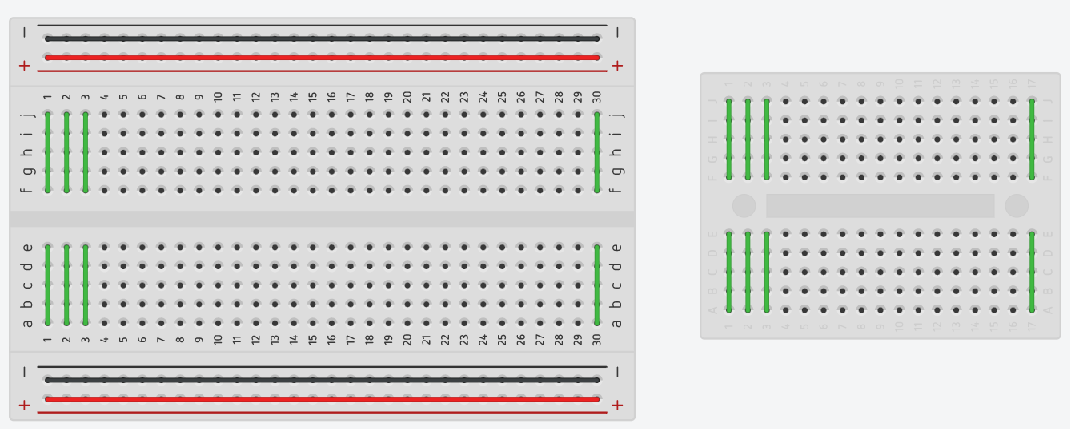 − −
+ +
1 2 3 4 5 6 7 8 9 10 11 12 13 14 15 16 17 18 19 20 21 22 23 24 25 26 27 28 29 30
j j
i i
h h
g g
f f
e e
d d
c c
b b
a a
1 2 3 4 5 6 7 8 9 10 11 12 13 14 15 16 17 18 19 20 21 22 23 24 25 26 27 28 29 30
− −
+ +
1 2 3 4 5 6 7 8 9 10 11 12 13 14 15 16 17
J J
I I
H H
G G
F F
E E
D D
C C
B B
A A
1 2 3 4 5 6 7 8 9 10 11 12 13 14 15 16 17